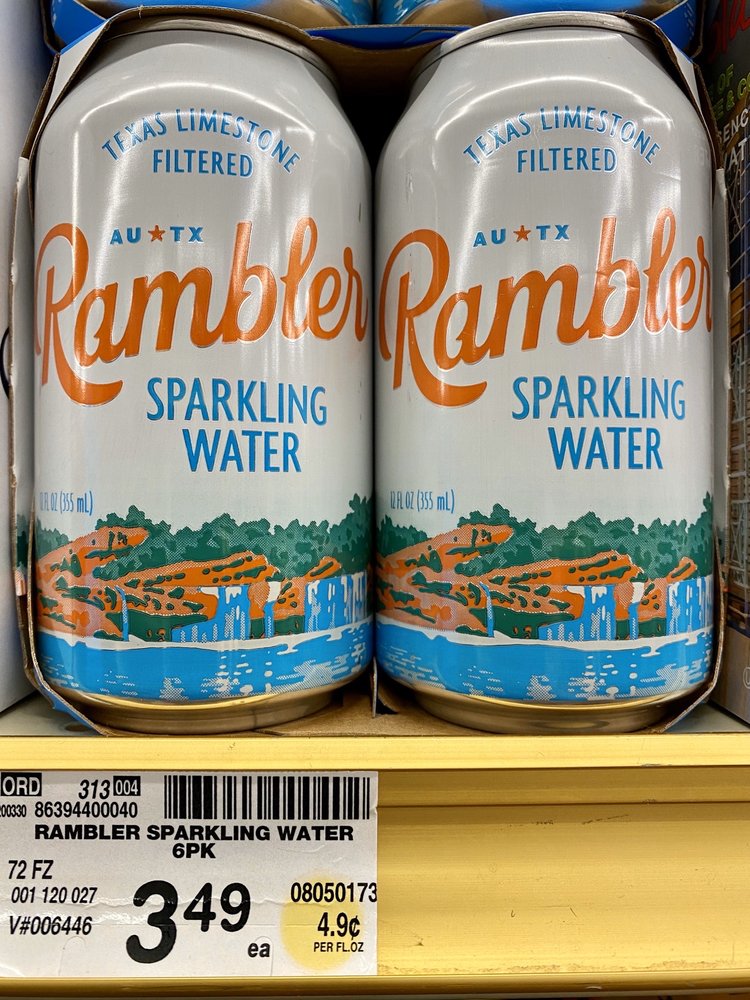 TEXAS LIMESTONE
FILTERED
AU★TX
Rambler
SPARKLING
WATER
12 FL OZ (355 mL)
TEXAS LIMESTONE
FILTERED
AU★TX
Rambler
SPARKLING
WATER
12 FL OZ (355 mL)
ORD 313 004
200330 86394400040
RAMBLER SPARKLING WATER
6PK
72 FZ
001 120 027
V#006446
3.49
ea
08050173
4.9¢
PER FL.OZ